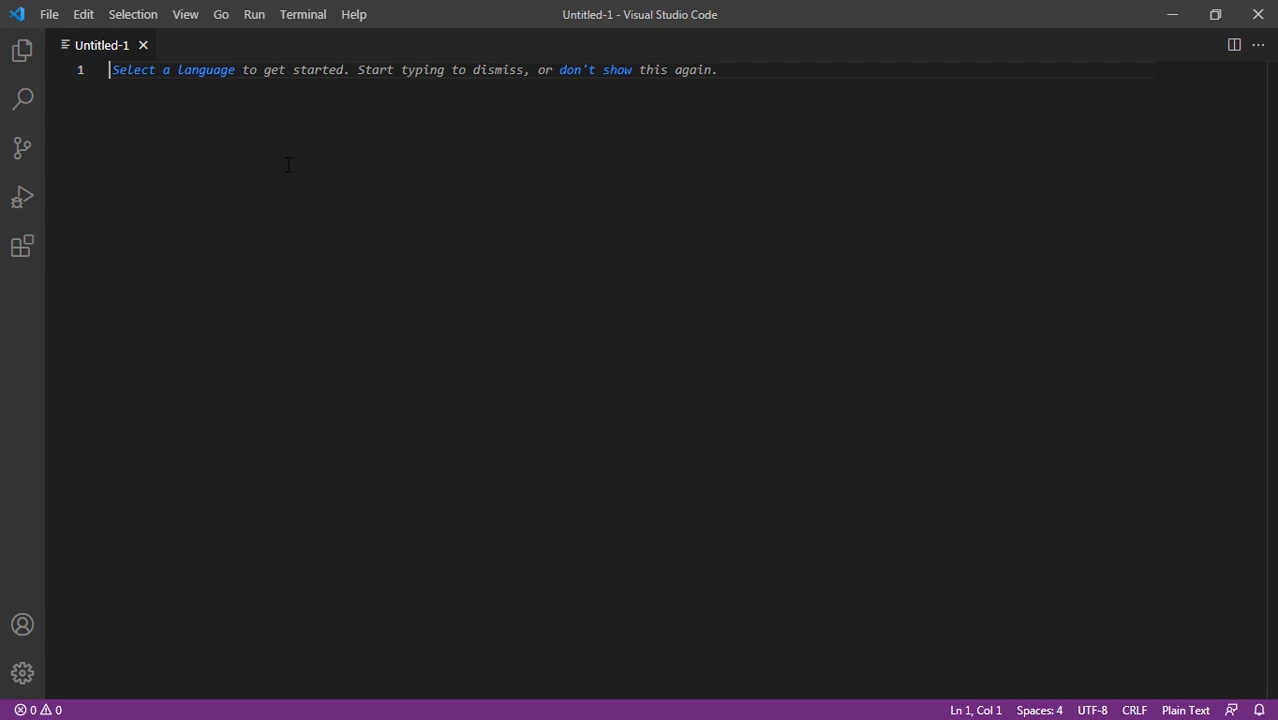 File Edit Selection View Go Run Terminal Help Untitled-1 - Visual Studio Code
Untitled-1
1 Select a language to get started. Start typing to dismiss, or don't show this again.
0 0 Ln 1, Col 1 Spaces: 4 UTF-8 CRLF Plain Text